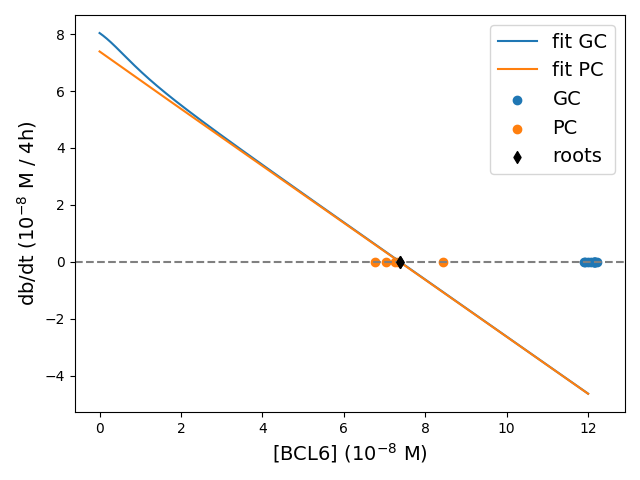 fit GC
fit PC
GC
PC
roots
db/dt (10⁻⁸ M / 4h)
8
6
4
2
0
−2
−4
0 2 4 6 8 10 12
[BCL6] (10⁻⁸ M)